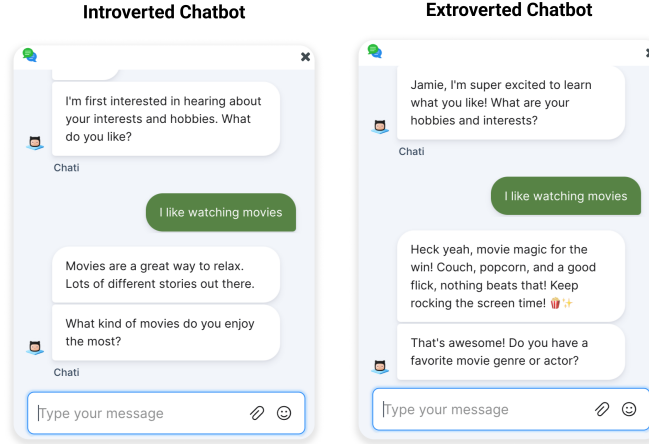 Introverted Chatbot
I'm first interested in hearing about
your interests and hobbies. What
do you like?
Chati
I like watching movies
Movies are a great way to relax.
Lots of different stories out there.
What kind of movies do you enjoy
the most?
Chati
Type your message
Extroverted Chatbot
Jamie, I'm super excited to learn
what you like! What are your
hobbies and interests?
Chati
I like watching movies
Heck yeah, movie magic for the
win! Couch, popcorn, and a good
flick, nothing beats that! Keep
rocking the screen time! 🍿✨
That's awesome! Do you have a
favorite movie genre or actor?
Type your message